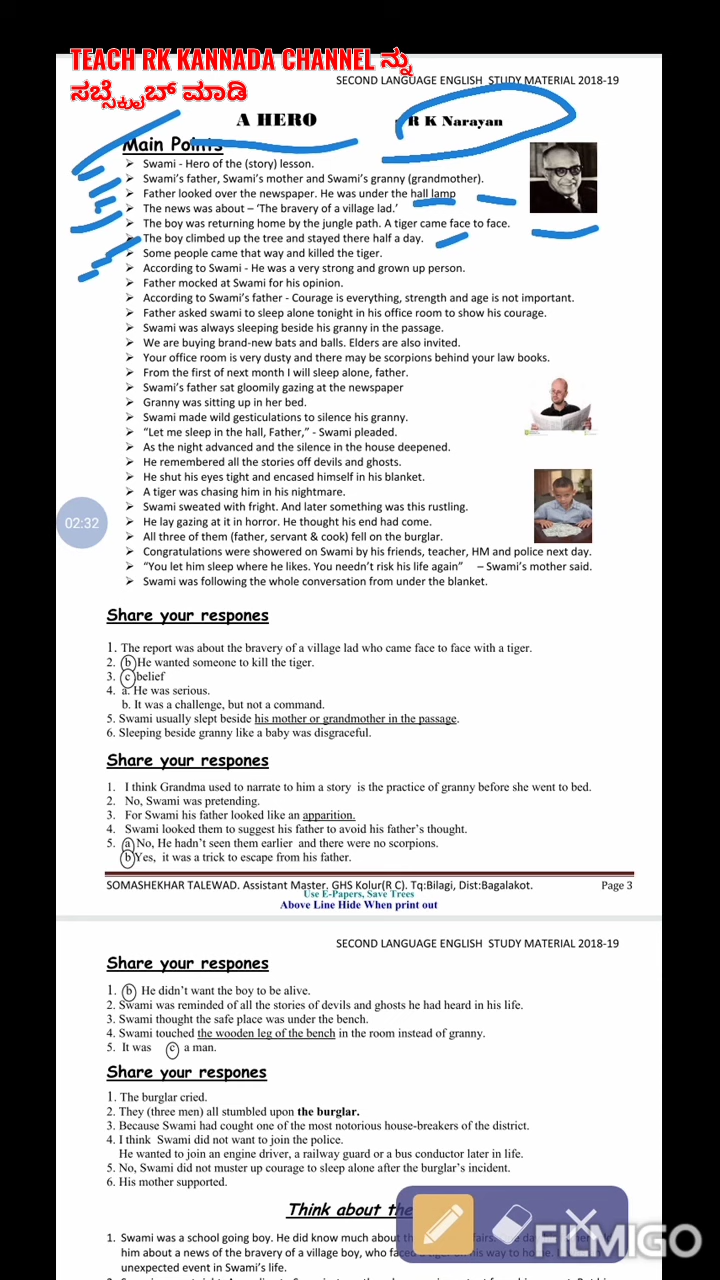 TEACH RK KANNADA CHANNEL ನ್ನು
ಸಬ್ಸ್ಕ್ರೈಬ್ ಮಾಡಿ
SECOND LANGUAGE ENGLISH STUDY MATERIAL 2018-19
A HERO
R K Narayan
Main Points
➢ Swami - Hero of the (story) lesson.
➢ Swami's father, Swami's mother and Swami's granny (grandmother).
➢ Father looked over the newspaper. He was under the hall lamp
➢ The news was about – 'The bravery of a village lad.'
➢ The boy was returning home by the jungle path. A tiger came face to face.
➢ The boy climbed up the tree and stayed there half a day.
➢ Some people came that way and killed the tiger.
➢ According to Swami - He was a very strong and grown up person.
➢ Father mocked at Swami for his opinion.
➢ According to Swami's father - Courage is everything, strength and age is not important.
➢ Father asked swami to sleep alone tonight in his office room to show his courage.
➢ Swami was always sleeping beside his granny in the passage.
➢ We are buying brand-new bats and balls. Elders are also invited.
➢ Your office room is very dusty and there may be scorpions behind your law books.
➢ From the first of next month I will sleep alone, father.
➢ Swami's father sat gloomily gazing at the newspaper
➢ Granny was sitting up in her bed.
➢ Swami made wild gesticulations to silence his granny.
➢ "Let me sleep in the hall, Father," - Swami pleaded.
➢ As the night advanced and the silence in the house deepened.
➢ He remembered all the stories off devils and ghosts.
➢ He shut his eyes tight and encased himself in his blanket.
➢ A tiger was chasing him in his nightmare.
➢ Swami sweated with fright. And later something was this rustling.
➢ He lay gazing at it in horror. He thought his end had come.
➢ All three of them (father, servant & cook) fell on the burglar.
➢ Congratulations were showered on Swami by his friends, teacher, HM and police next day.
➢ "You let him sleep where he likes. You needn't risk his life again" – Swami's mother said.
➢ Swami was following the whole conversation from under the blanket.
02:32
Share your respones
1. The report was about the bravery of a village lad who came face to face with a tiger.
2. b He wanted someone to kill the tiger.
3. c belief
4. a. He was serious.
b. It was a challenge, but not a command.
5. Swami usually slept beside his mother or grandmother in the passage.
6. Sleeping beside granny like a baby was disgraceful.
Share your respones
1. I think Grandma used to narrate to him a story is the practice of granny before she went to bed.
2. No, Swami was pretending.
3. For Swami his father looked like an apparition.
4. Swami looked them to suggest his father to avoid his father's thought.
5. a No, He hadn't seen them earlier and there were no scorpions.
b Yes, it was a trick to escape from his father.
SOMASHEKHAR TALEWAD. Assistant Master. GHS Kolur(R C). Tq:Bilagi, Dist:Bagalakot. Page 3
Use E-Papers, Save Trees
Above Line Hide When print out
SECOND LANGUAGE ENGLISH STUDY MATERIAL 2018-19
Share your respones
1. b He didn't want the boy to be alive.
2. Swami was reminded of all the stories of devils and ghosts he had heard in his life.
3. Swami thought the safe place was under the bench.
4. Swami touched the wooden leg of the bench in the room instead of granny.
5. It was c a man.
Share your respones
1. The burglar cried.
2. They (three men) all stumbled upon the burglar.
3. Because Swami had caught one of the most notorious house-breakers of the district.
4. I think Swami did not want to join the police.
He wanted to join an engine driver, a railway guard or a bus conductor later in life.
5. No, Swami did not muster up courage to sleep alone after the burglar's incident.
6. His mother supported.
Think about the
1. Swami was a school going boy. He did know much about
him about a news of the bravery of a village boy, who faced
unexpected event in Swami's life.
FILMIGO